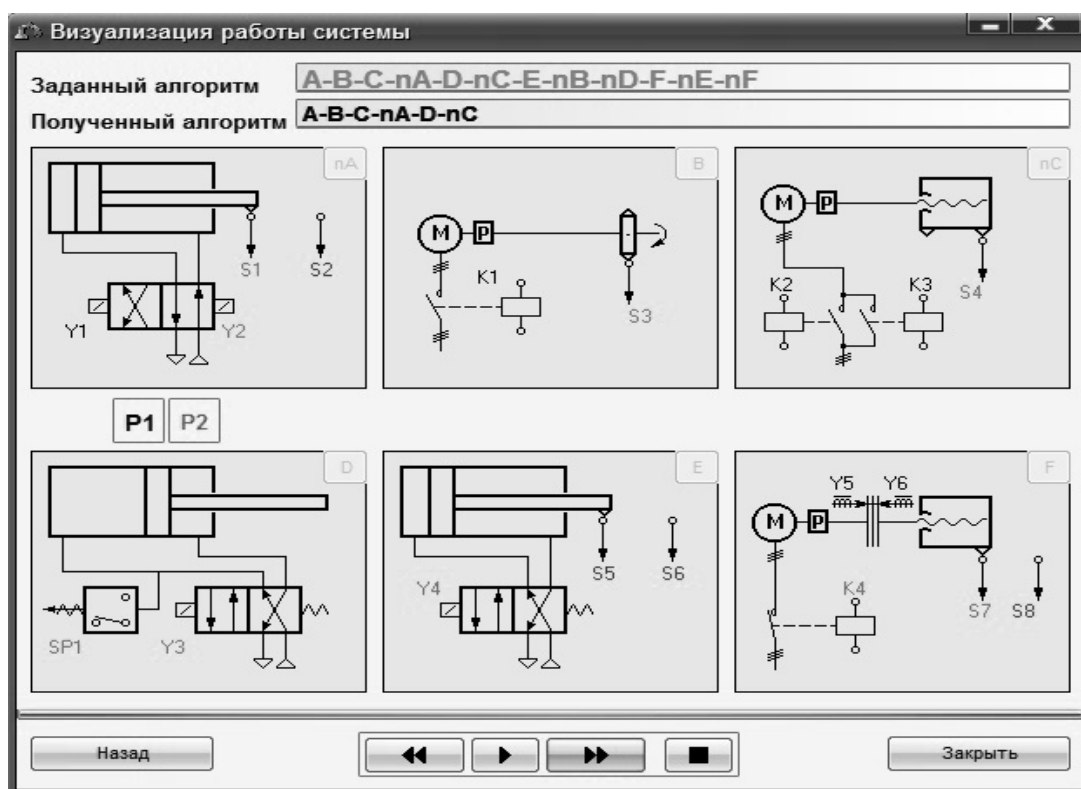 Визуализация работы системы
Заданный алгоритм A-B-C-nA-D-nC-E-nB-nD-F-nE-nF
Полученный алгоритм A-B-C-nA-D-nC
nA
S1 S2
Y1 Y2
B
M P
K1
S3
nC
M P
K2 K3 S4
P1 P2
D
SP1 Y3
E
Y4 S5 S6
F
Y5 Y6
M P
K4
S7 S8
Назад
Закрыть